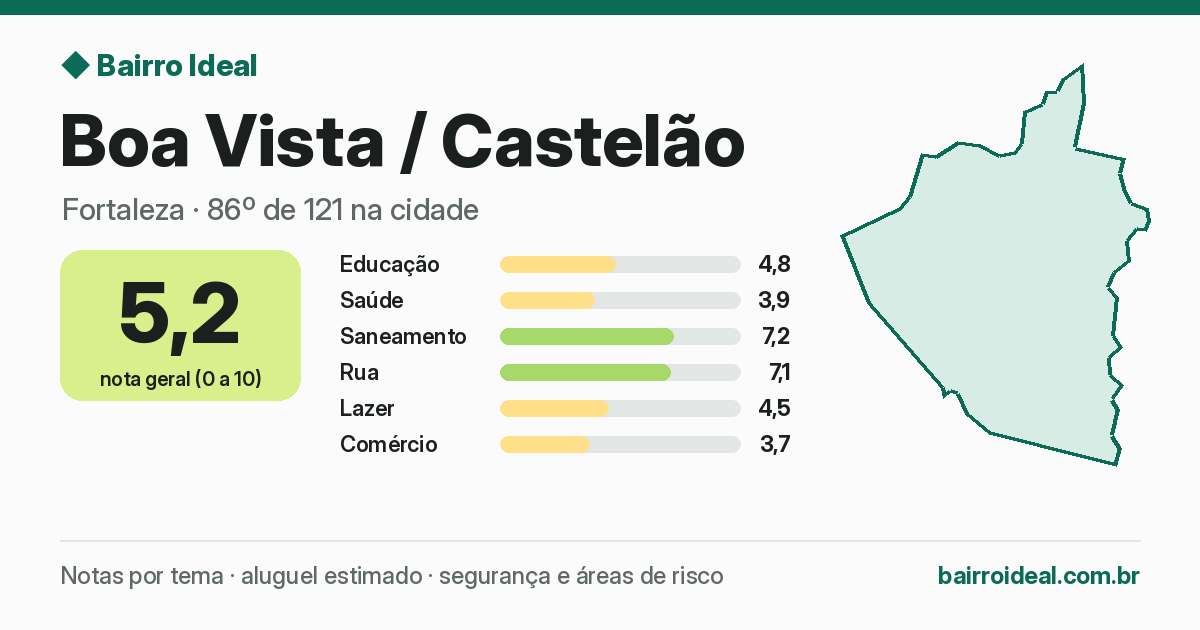 Bairro Ideal
Boa Vista / Castelão
Fortaleza · 86º de 121 na cidade
5,2
nota geral (0 a 10)
Educação 4,8
Saúde 3,9
Saneamento 7,2
Rua 7,1
Lazer 4,5
Comércio 3,7
Notas por tema · aluguel estimado · segurança e áreas de risco
bairroideal.com.br